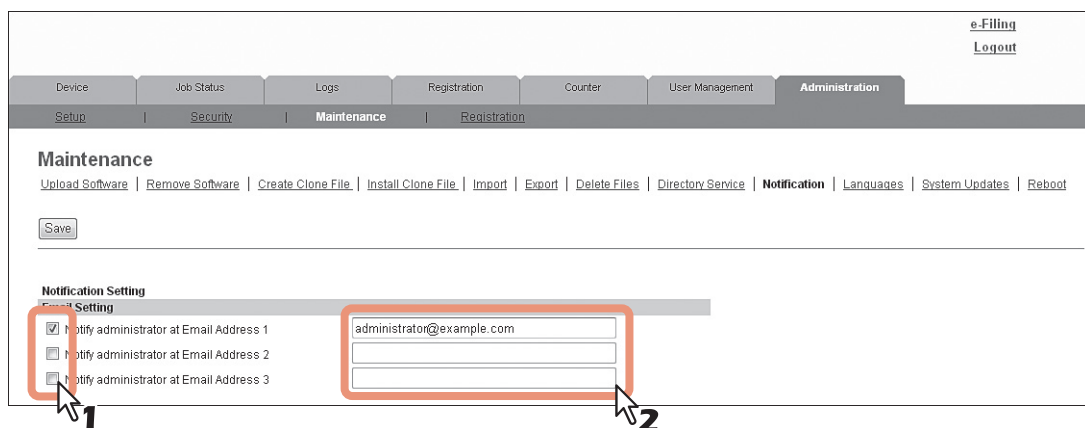 e-Filing
Logout
Device Job Status Logs Registration Counter User Management Administration
Setup | Security | Maintenance | Registration
Maintenance
Upload Software | Remove Software | Create Clone File | Install Clone File | Import | Export | Delete Files | Directory Service | Notification | Languages | System Updates | Reboot
Save
Notification Setting
Email Setting
Notify administrator at Email Address 1 administrator@example.com
Notify administrator at Email Address 2
Notify administrator at Email Address 3
1 2